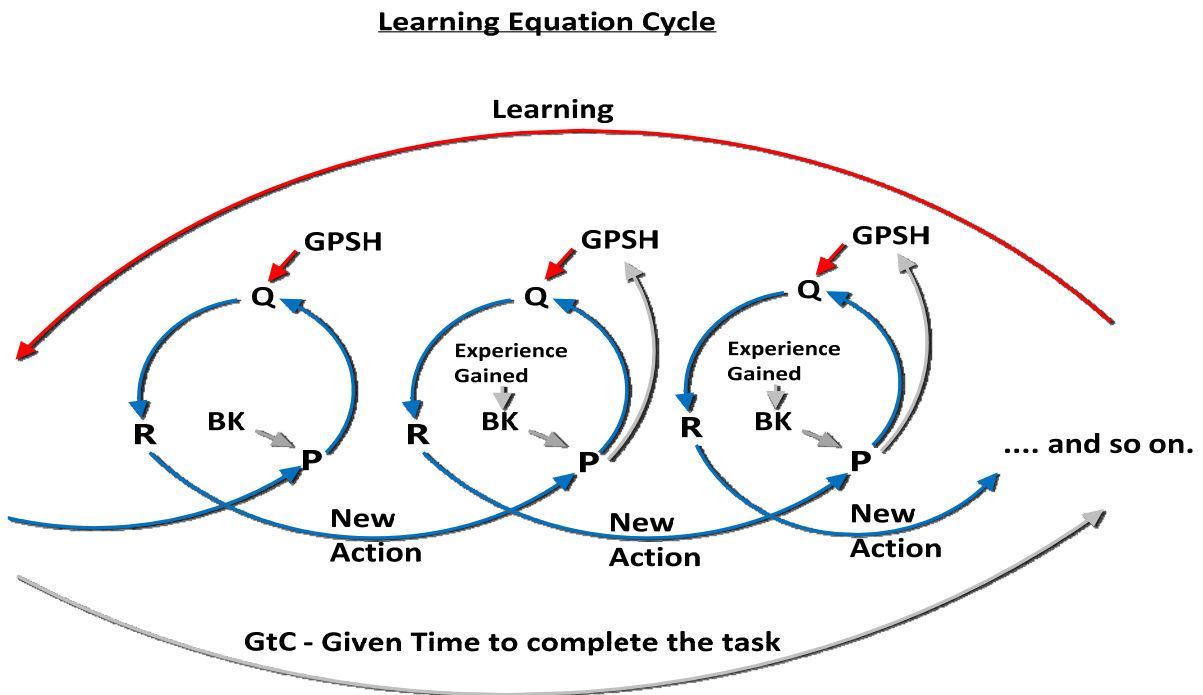 Learning Equation Cycle
Learning
GPSH
GPSH
GPSH
Q
Q
Q
Experience
Gained
Experience
Gained
BK
BK
BK
R
R
R
P
P
P
.... and so on.
New
Action
New
Action
New
Action
GtC - Given Time to complete the task